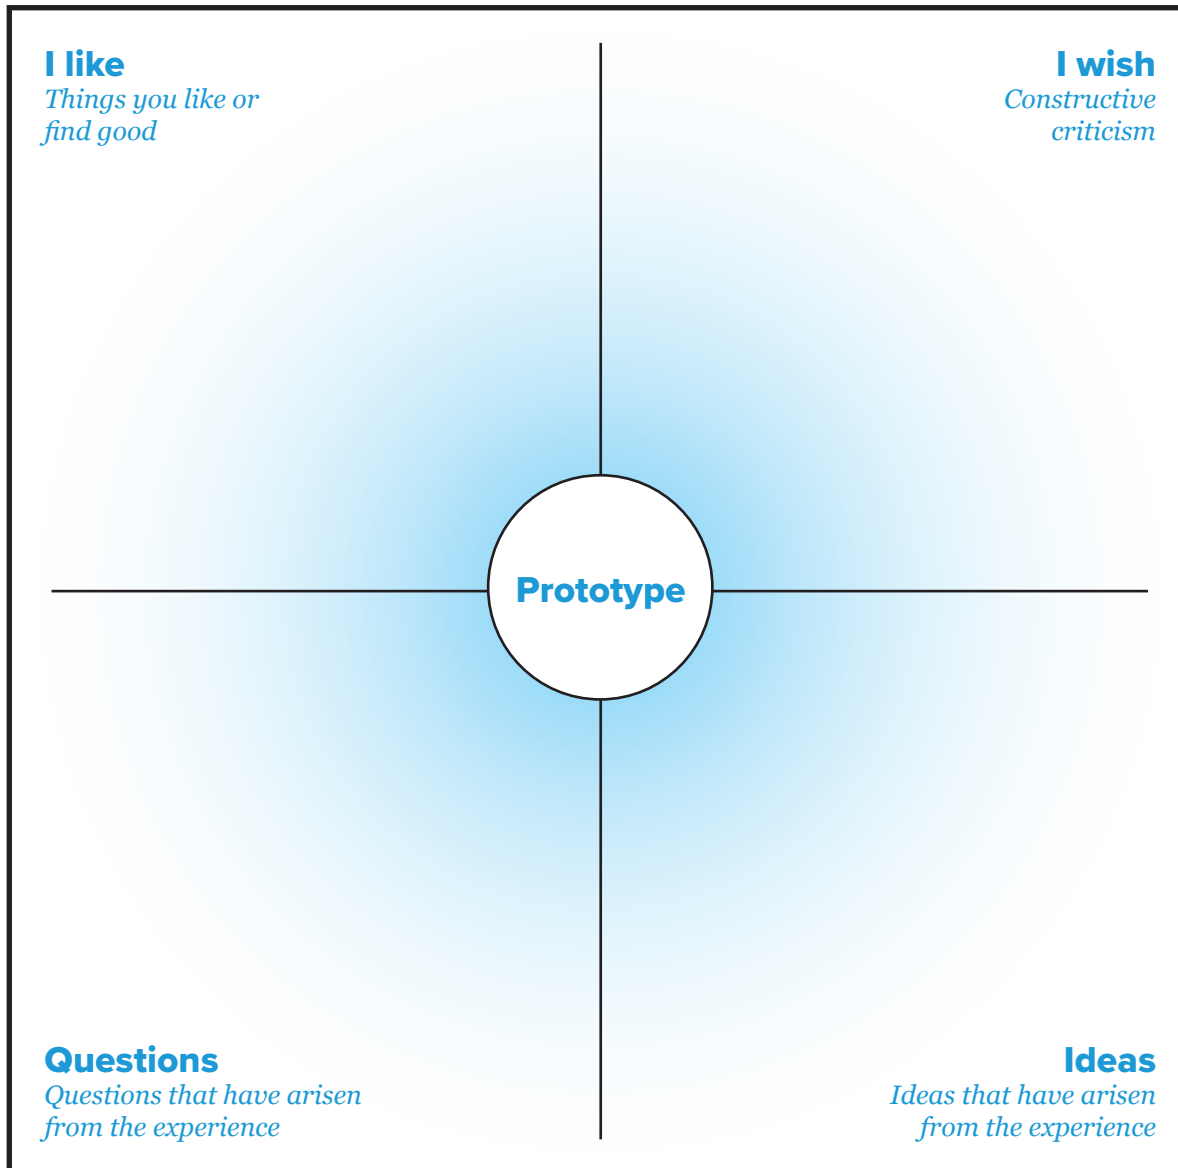 I like
Things you like or
find good
I wish
Constructive
criticism
Prototype
Questions
Questions that have arisen
from the experience
Ideas
Ideas that have arisen
from the experience